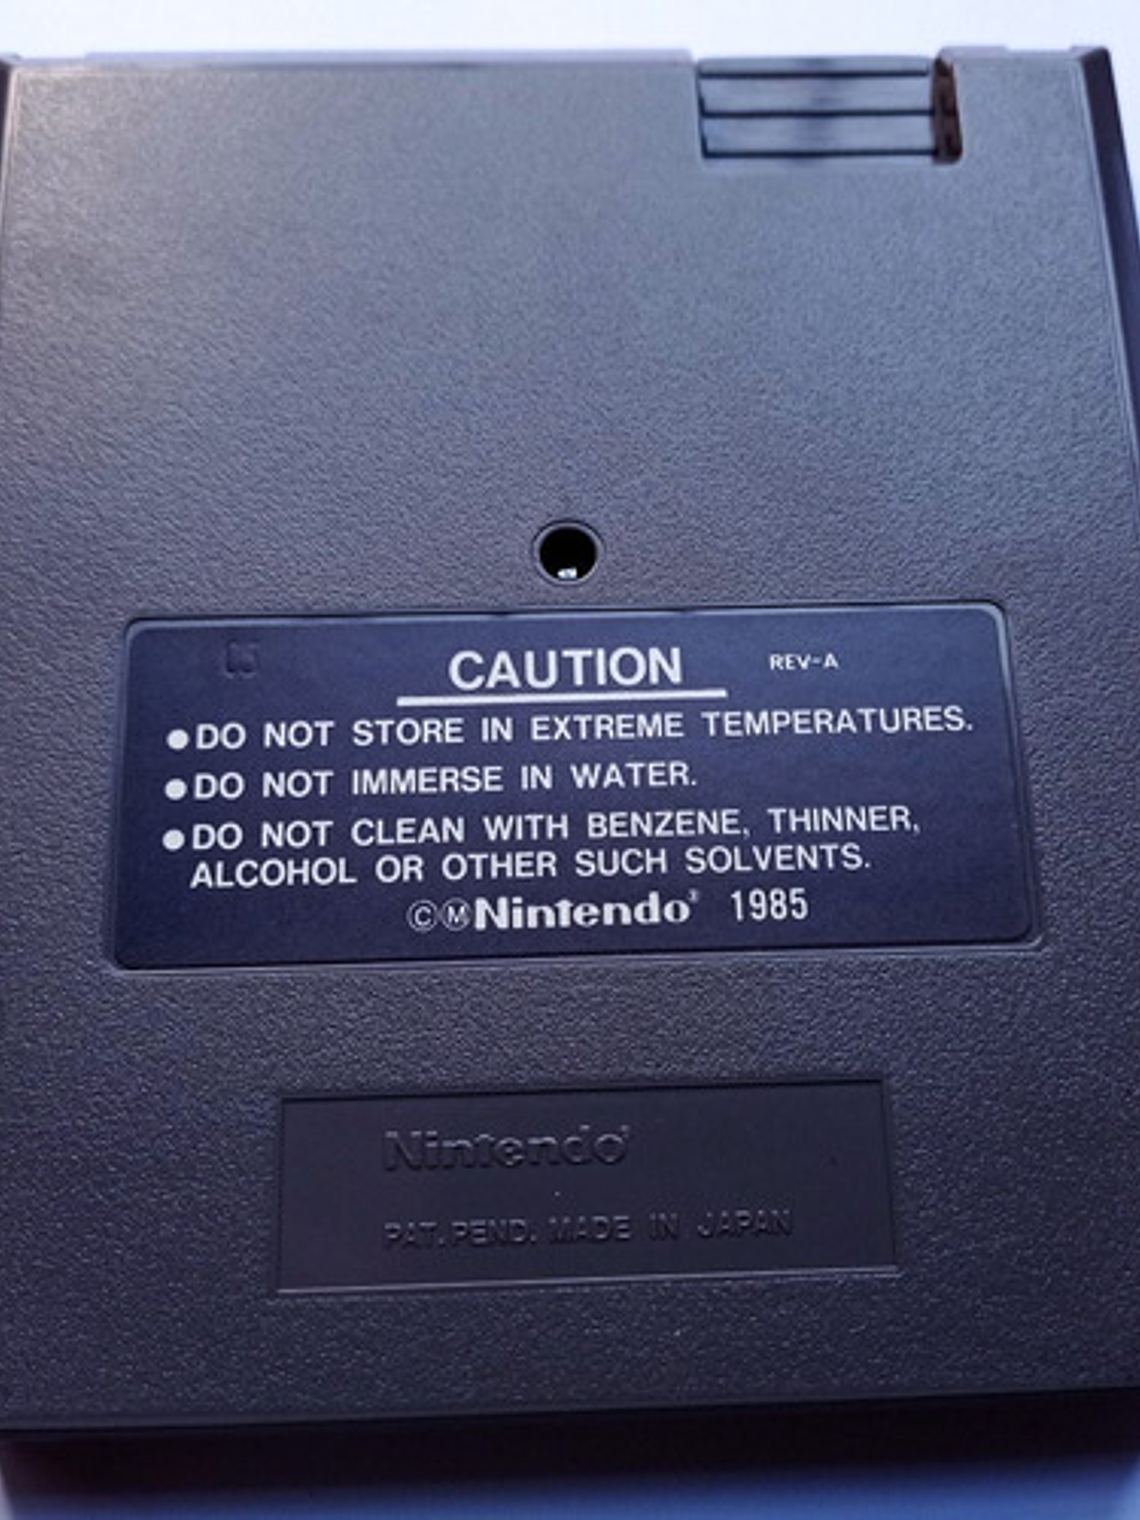 CAUTION REV-A
●DO NOT STORE IN EXTREME TEMPERATURES.
●DO NOT IMMERSE IN WATER.
●DO NOT CLEAN WITH BENZENE, THINNER,
ALCOHOL OR OTHER SUCH SOLVENTS.
©ⓂNintendo® 1985
Nintendo®
PAT. PEND. MADE IN JAPAN